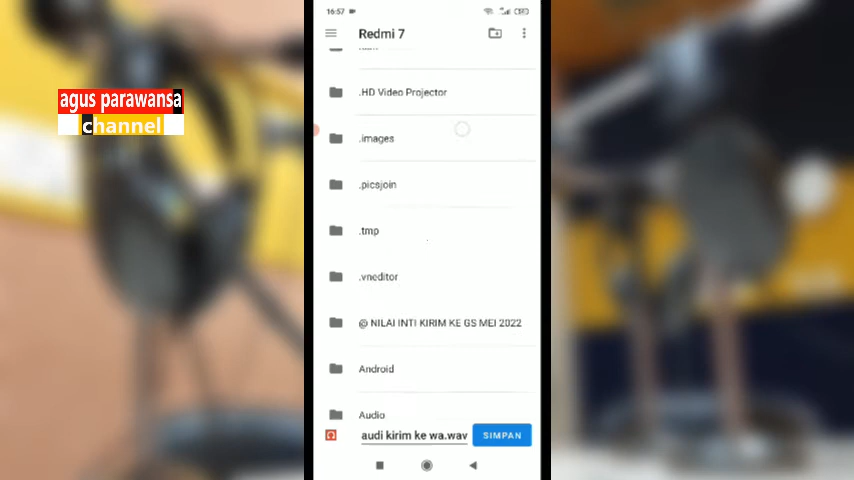 agus parawansa
channel
16:57
Redmi 7
.HD Video Projector
.images
.picsjoin
.tmp
.vneditor
@ NILAI INTI KIRIM KE GS MEI 2022
Android
Audio
audi kirim ke wa.wav
SIMPAN